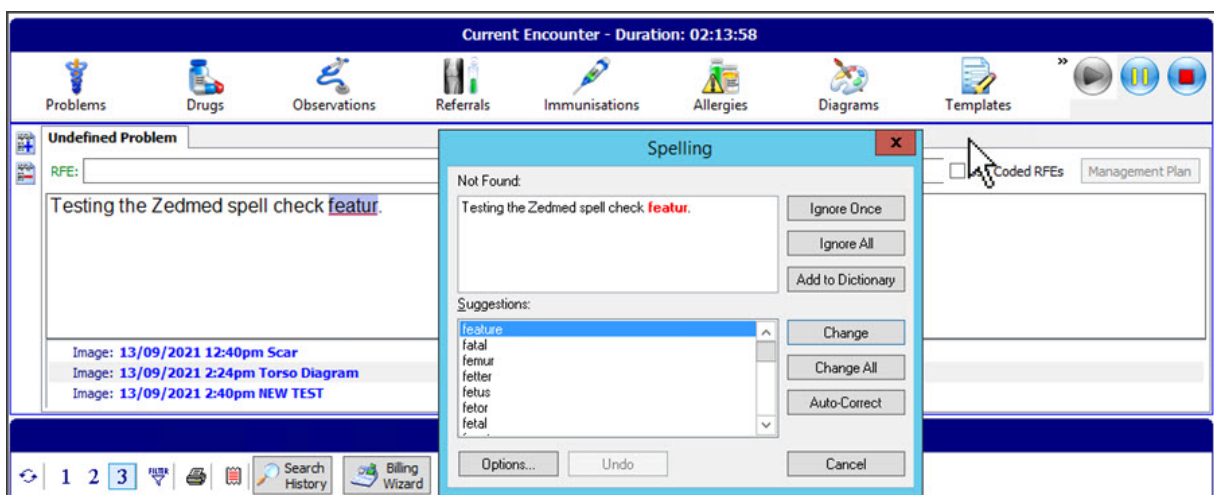 Current Encounter - Duration: 02:13:58
»
Problems Drugs Observations Referrals Immunisations Allergies Diagrams Templates
Undefined Problem
Spelling
x
RFE:
Coded RFEs
Management Plan
Testing the Zedmed spell check featur.
Not Found:
Testing the Zedmed spell check featur.
Ignore Once
Ignore All
Add to Dictionary
Suggestions:
feature
fatal
femur
fetter
fetus
fetor
fetal
Change
Change All
Auto-Correct
Image: 13/09/2021 12:40pm Scar
Image: 13/09/2021 2:24pm Torso Diagram
Image: 13/09/2021 2:40pm NEW TEST
Options... Undo Cancel
1 2 3 FILTER
Search
History
Billing
Wizard